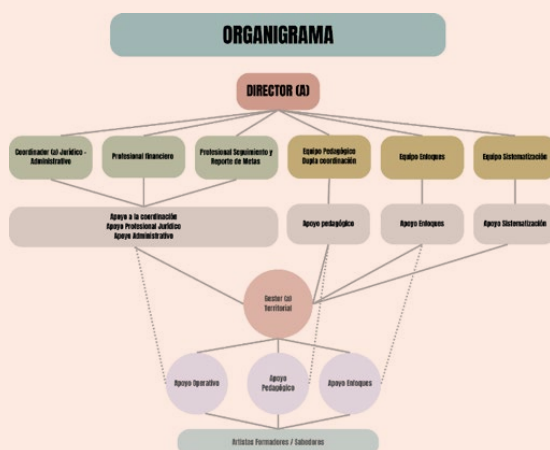 ORGANIGRAMA
DIRECTOR (A)
Coordinador (a) Jurídico -
Administrativo
Profesional financiero
Profesional Seguimiento y
Reporte de Metas
Equipo Pedagógico
Dupla coordinación
Equipo Enfoques
Equipo Sistematización
Apoyo a la coordinación
Apoyo Profesional Jurídico
Apoyo Administrativo
Apoyo pedagógico
Apoyo Enfoques
Apoyo Sistematización
Gestor (a)
Territorial
Apoyo Operativo
Apoyo
Pedagógico
Apoyo Enfoques
Artistas Formadores / Sabedores